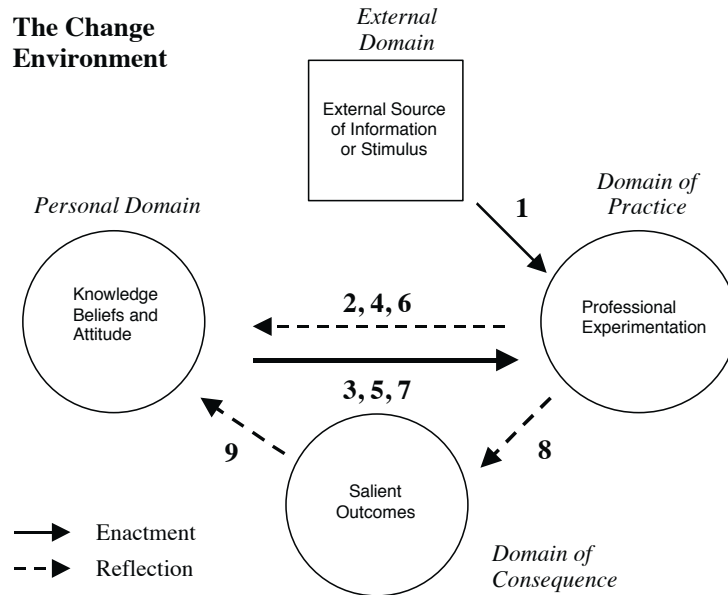 The Change
Environment
External
Domain
External Source
of Information
or Stimulus
1
Domain of
Practice
Personal Domain
Knowledge
Beliefs and
Attitude
2, 4, 6
Professional
Experimentation
3, 5, 7
9
8
Salient
Outcomes
Enactment
Reflection
Domain of
Consequence